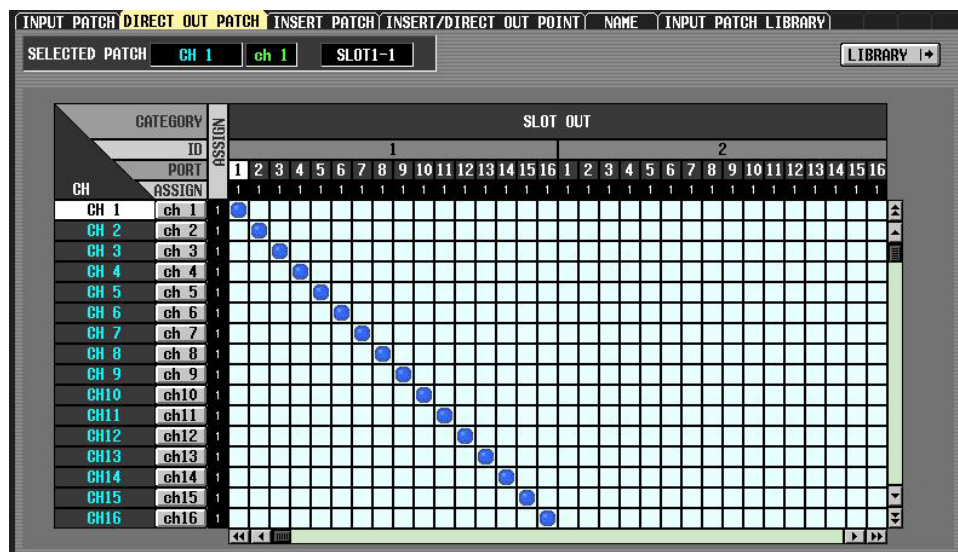 INPUT PATCH DIRECT OUT PATCH INSERT PATCH INSERT/DIRECT OUT POINT NAME INPUT PATCH LIBRARY
SELECTED PATCH CH 1 ch 1 SLOT1-1 LIBRARY
CATEGORY ASSIGN SLOT OUT
ID 1 2
PORT 1 2 3 4 5 6 7 8 9 10 11 12 13 14 15 16 1 2 3 4 5 6 7 8 9 10 11 12 13 14 15 16
CH ASSIGN 1 1 1 1 1 1 1 1 1 1 1 1 1 1 1 1 1 1 1 1 1 1 1 1 1 1 1 1 1 1 1 1
CH 1 ch 1 1
CH 2 ch 2 1
CH 3 ch 3 1
CH 4 ch 4 1
CH 5 ch 5 1
CH 6 ch 6 1
CH 7 ch 7 1
CH 8 ch 8 1
CH 9 ch 9 1
CH10 ch10 1
CH11 ch11 1
CH12 ch12 1
CH13 ch13 1
CH14 ch14 1
CH15 ch15 1
CH16 ch16 1